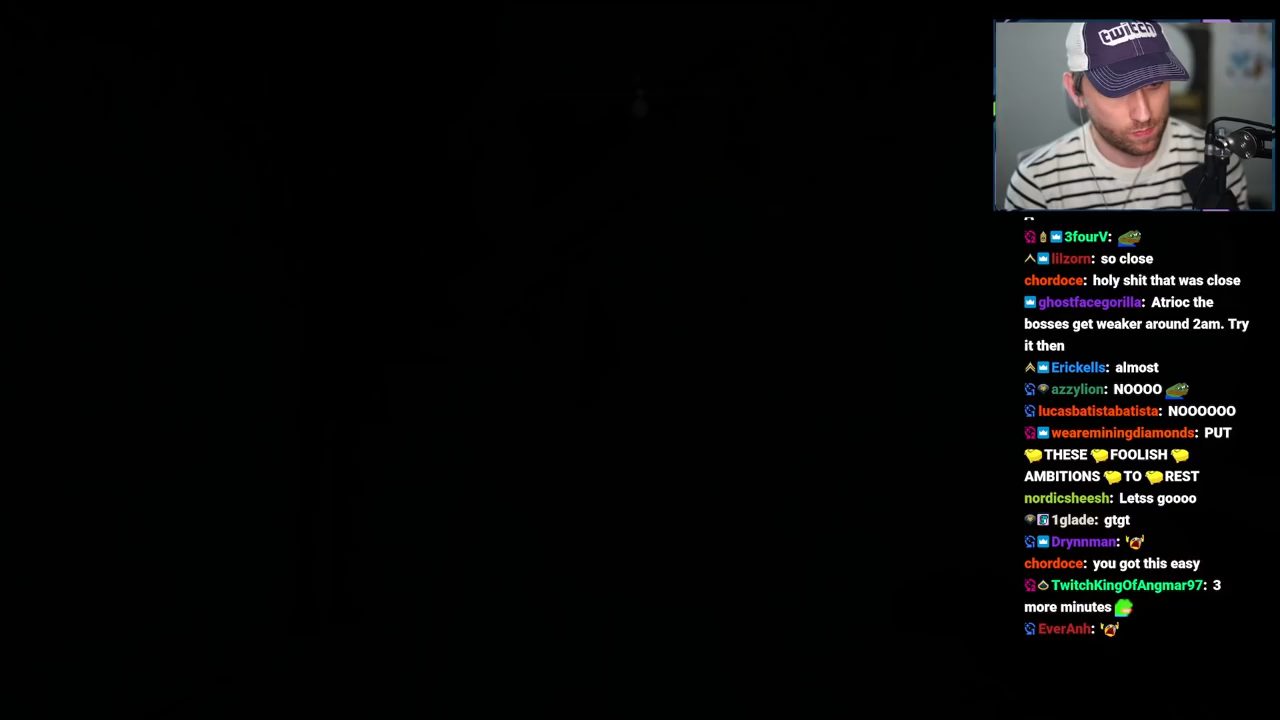 twitch
3fourV:
lilzorn: so close
chordoce: holy shit that was close
ghostfacegorilla: Atrioc the
bosses get weaker around 2am. Try
it then
Erickells: almost
azzylion: NOOOO
lucasbatistabatista: NOOOOOO
weareminingdiamonds: PUT
THESE FOOLISH
AMBITIONS TO REST
nordicsheesh: Letss goooo
1glade: gtgt
Drynnman:
chordoce: you got this easy
TwitchKingOfAngmar97: 3
more minutes
EverAnh: